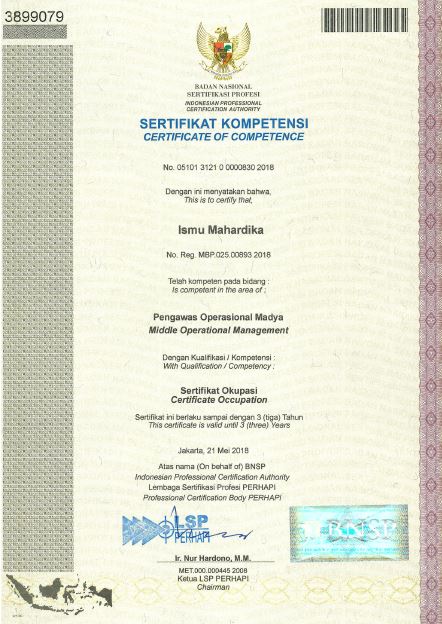 3899079
BADAN NASIONAL
SERTIFIKASI PROFESI
INDONESIAN PROFESSIONAL
CERTIFICATION AUTHORITY
SERTIFIKAT KOMPETENSI
CERTIFICATE OF COMPETENCE
No. 05101 3121 0 0000830 2018
Dengan ini menyatakan bahwa,
This is to certify that,
Ismu Mahardika
No. Reg. MBP.025.00893 2018
Telah kompeten pada bidang :
Is competent in the area of :
Pengawas Operasional Madya
Middle Operational Management
Dengan Kualifikasi / Kompetensi :
With Qualification / Competency :
Sertifikat Okupasi
Certificate Occupation
Sertifikat ini berlaku sampai dengan 3 (tiga) Tahun
This certificate is valid until 3 (three) Years
Jakarta, 21 Mei 2018
Atas nama (On behalf of) BNSP
Indonesian Professional Certification Authority
Lembaga Sertifikasi Profesi PERHAPI
Professional Certification Body PERHAPI
LSP
PERHAPI
BNSP
Ir. Nur Hardono, M.M.
MET.000.000445 2008
Ketua LSP PERHAPI
Chairman